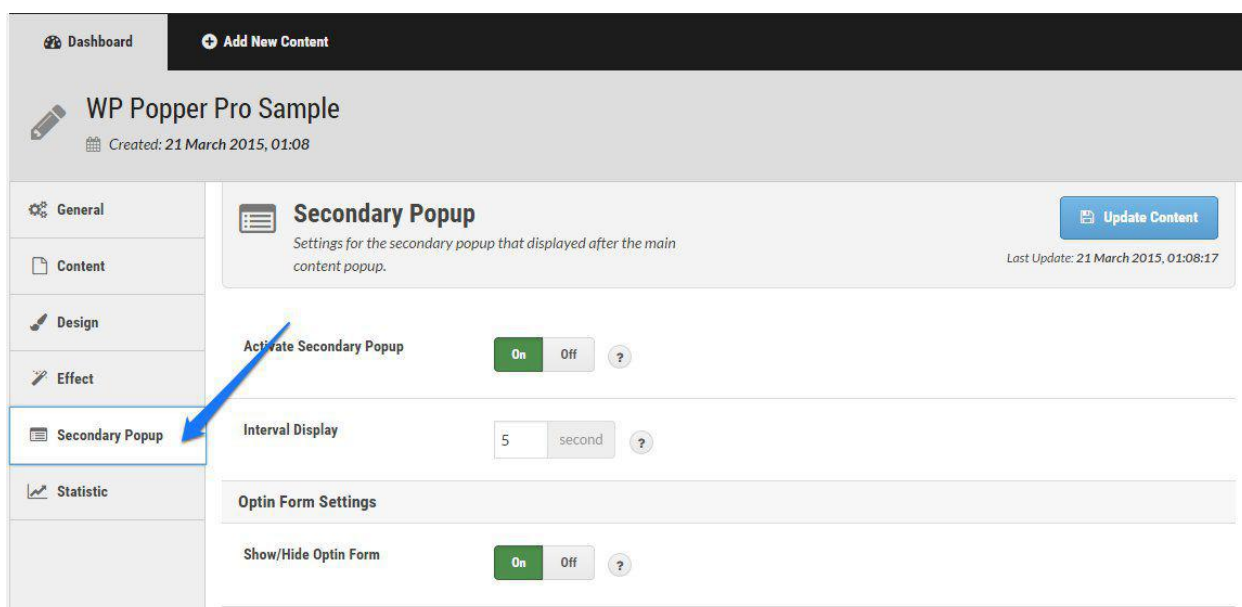 Dashboard
Add New Content
WP Popper Pro Sample
Created: 21 March 2015, 01:08
General
Content
Design
Effect
Secondary Popup
Statistic
Secondary Popup
Settings for the secondary popup that displayed after the main
content popup.
Update Content
Last Update: 21 March 2015, 01:08:17
Activate Secondary Popup
On Off ?
Interval Display
5 second ?
Optin Form Settings
Show/Hide Optin Form
On Off ?